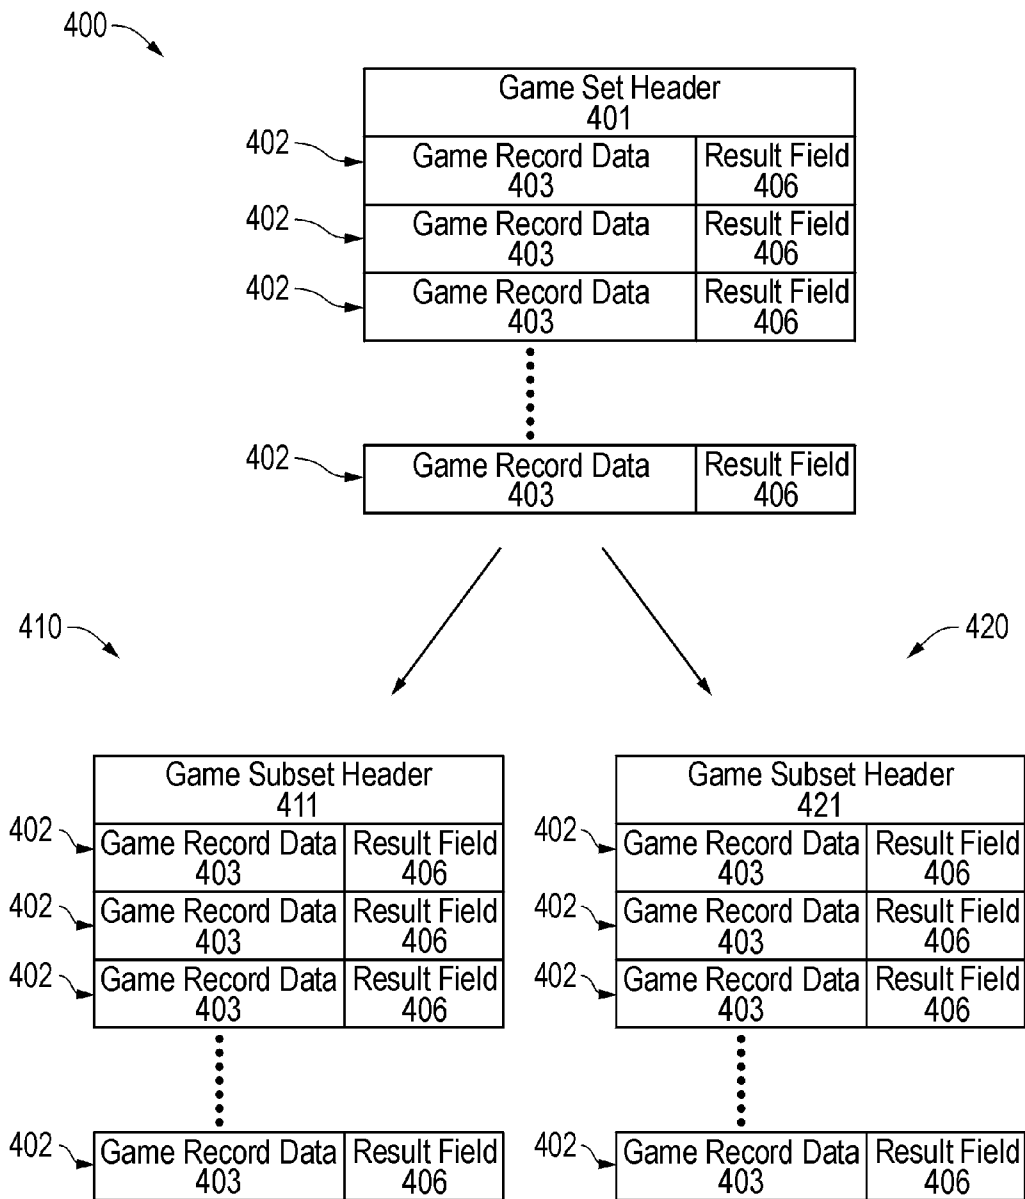 400
Game Set Header
401
402
Game Record Data Result Field
403 406
402
Game Record Data Result Field
403 406
402
Game Record Data Result Field
403 406
402
Game Record Data Result Field
403 406
410
420
Game Subset Header
411
402
Game Record Data Result Field
403 406
402
Game Record Data Result Field
403 406
402
Game Record Data Result Field
403 406
402
Game Record Data Result Field
403 406
Game Subset Header
421
402
Game Record Data Result Field
403 406
402
Game Record Data Result Field
403 406
402
Game Record Data Result Field
403 406
402
Game Record Data Result Field
403 406